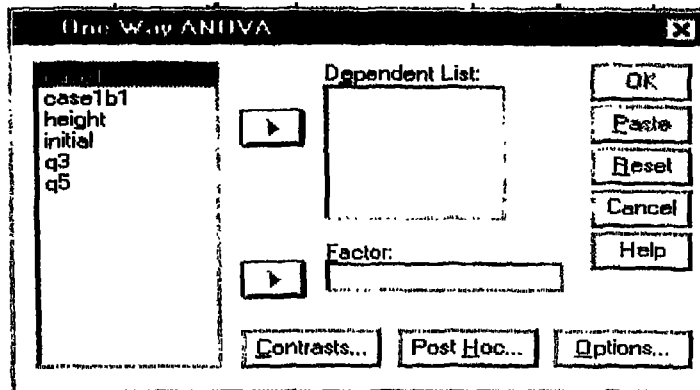 One Way ANOVA
case1b1
height
initial
q3
q5
Dependent List:
Factor:
OK
Paste
Reset
Cancel
Help
Contrasts...
Post Hoc...
Options...